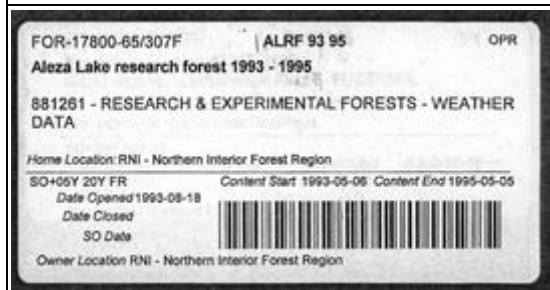 FOR-17800-65/307F ALRF 93 95 OPR
Aleza Lake research forest 1993 - 1995
881261 - RESEARCH & EXPERIMENTAL FORESTS - WEATHER
DATA
Home Location: RNI - Northern Interior Forest Region
SO+05Y 20Y FR Content Start 1993-05-06 Content End 1995-05-05
Date Opened 1993-08-18
Date Closed
SO Date
Owner Location RNI - Northern Interior Forest Region